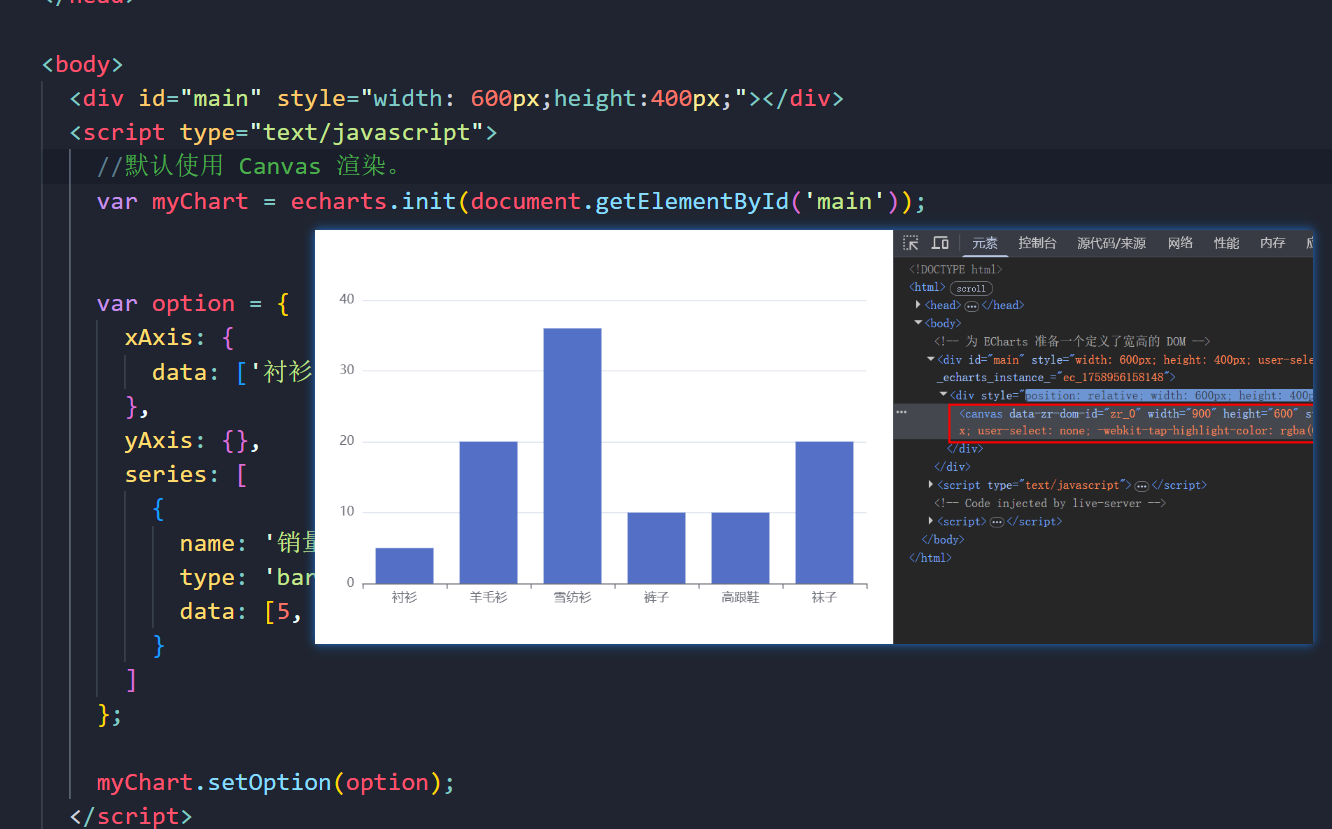 </head>
<body>
<div id="main" style="width: 600px;height:400px;"></div>
<script type="text/javascript">
//默认使用 Canvas 渲染。
var myChart = echarts.init(document.getElementById('main'));
var option = {
xAxis: {
data: ['衬衫
},
yAxis: {},
series: [
{
name: '销量
type: 'bar
data: [5,
}
]
};
myChart.setOption(option);
</script>
40
30
20
10
0
衬衫 羊毛衫 雪纺衫 裤子 高跟鞋 袜子
元素 控制台 源代码/来源 网络 性能 内存
<!DOCTYPE html>
<html> scroll
<head> … </head>
<body>
<!-- 为 ECharts 准备一个定义了宽高的 DOM -->
<div id="main" style="width: 600px; height: 400px; user-sele
_echarts_instance_="ec_1758956158148">
<div style="position: relative; width: 600px; height: 400p
<canvas data-zr-dom-id="zr_0" width="900" height="600" s
x; user-select: none; -webkit-tap-highlight-color: rgba(
</div>
</div>
<script type="text/javascript"> … </script>
<!-- Code injected by live-server -->
<script> … </script>
</body>
</html>